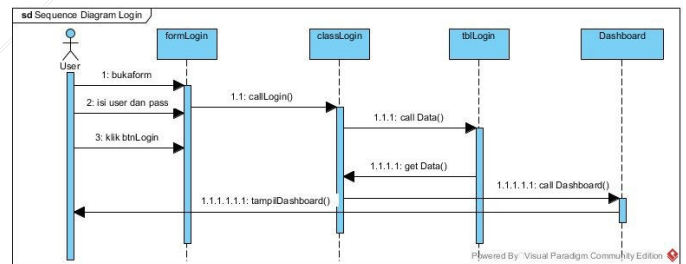 sd Sequence Diagram Login
formLogin
classLogin
tblLogin
Dashboard
User
1: bukaform
1.1: callLogin()
2: isi user dan pass
1.1.1: call Data()
3: klik btnLogin
1.1.1.1: get Data()
1.1.1.1.1: call Dashboard()
1.1.1.1.1.1: tampilDashboard()
Powered By Visual Paradigm Community Edition